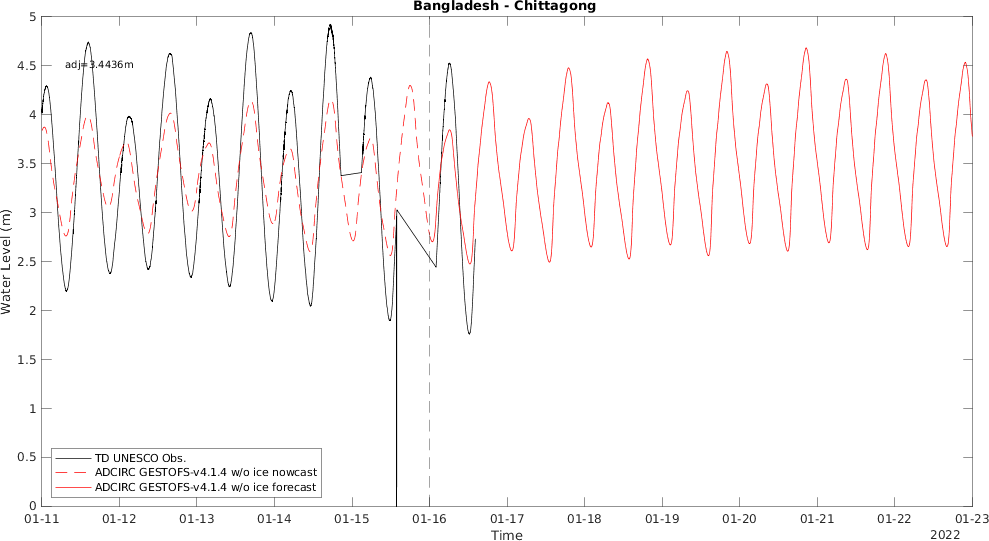 Bangladesh - Chittagong
adj=3.4436m
5
4.5
4
3.5
3
2.5
2
1.5
1
0.5
0
Water Level (m)
TD UNESCO Obs.
ADCIRC GESTOFS-v4.1.4 w/o ice nowcast
ADCIRC GESTOFS-v4.1.4 w/o ice forecast
01-11 01-12 01-13 01-14 01-15 01-16 01-17 01-18 01-19 01-20 01-21 01-22 01-23
Time
2022